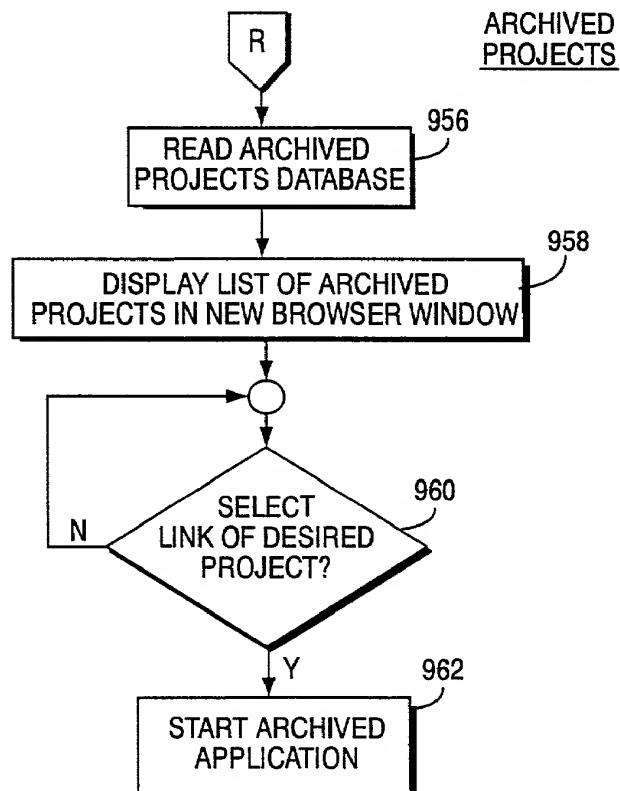 R
ARCHIVED
PROJECTS
956
READ ARCHIVED
PROJECTS DATABASE
958
DISPLAY LIST OF ARCHIVED
PROJECTS IN NEW BROWSER WINDOW
960
SELECT
LINK OF DESIRED
PROJECT?
N
Y
962
START ARCHIVED
APPLICATION